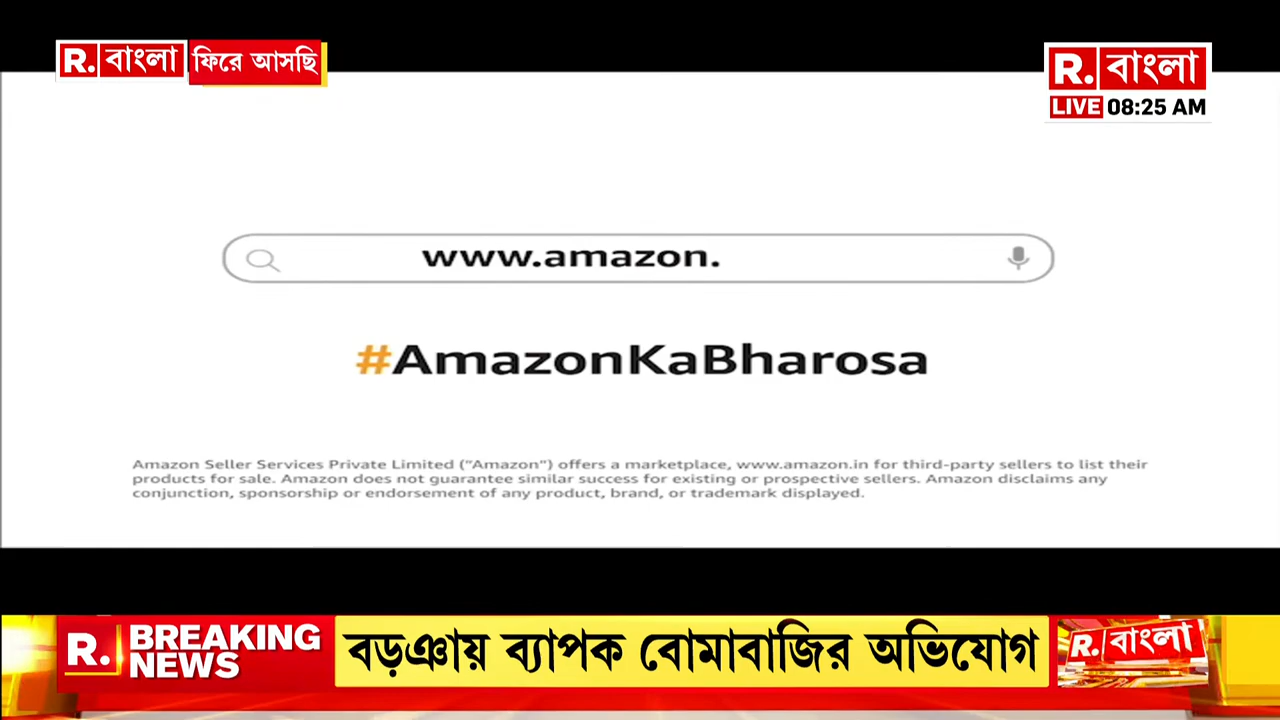 R. বাংলা ফিরে আসছি
R. বাংলা
LIVE 08:25 AM
www.amazon.
#AmazonKaBharosa
Amazon Seller Services Private Limited ("Amazon") offers a marketplace, www.amazon.in for third-party sellers to list their
products for sale. Amazon does not guarantee similar success for existing or prospective sellers. Amazon disclaims any
conjunction, sponsorship or endorsement of any product, brand, or trademark displayed.
R. BREAKING
NEWS
বড়ঞায় ব্যাপক বোমাবাজির অভিযোগ
R. বাংলা